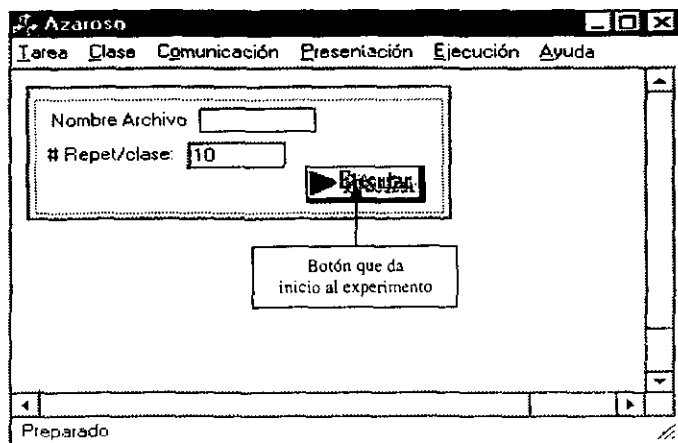 Azaroso
Tarea Clase Comunicación Presentación Ejecución Ayuda
Nombre Archivo
# Repet/clase: 10
Ejecutar
Botón que da
inicio al experimento
Preparado